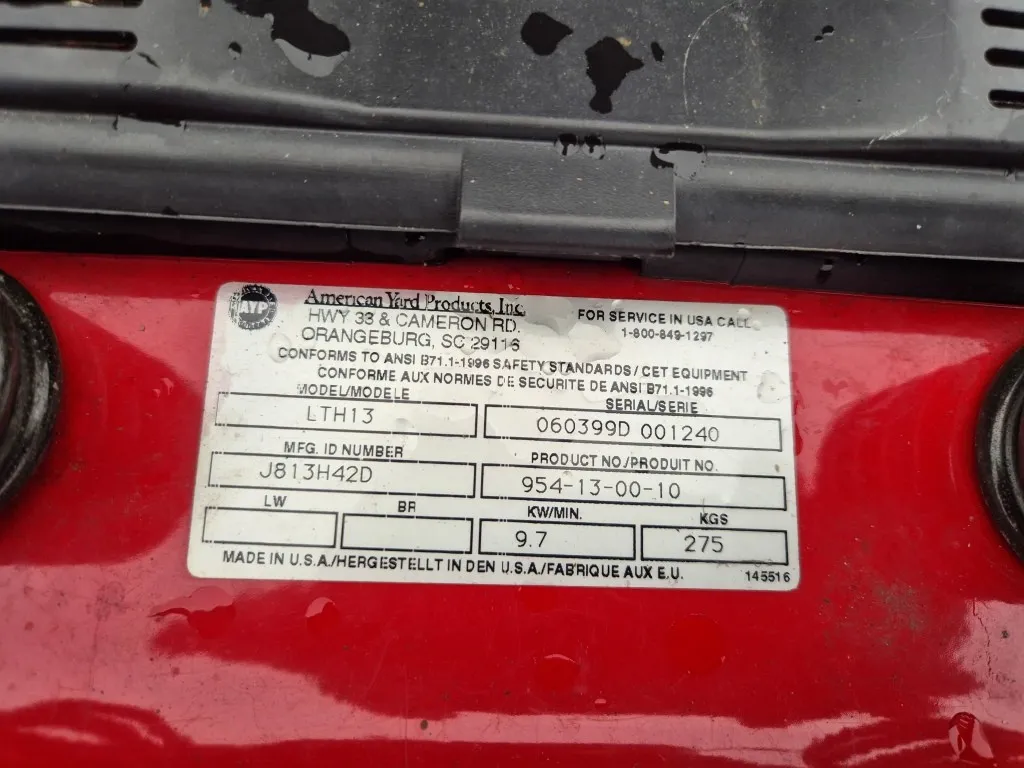 AYP
American Yard Products, Inc.
HWY 33 & CAMERON RD.
ORANGEBURG, SC 29116
FOR SERVICE IN USA CALL
1-800-849-1297
CONFORMS TO ANSI B71.1-1996 SAFETY STANDARDS / CET EQUIPMENT
CONFORME AUX NORMES DE SECURITE DE ANSI B71.1-1996
MODEL/MODELE
LTH13
SERIAL/SERIE
060399D 001240
MFG. ID NUMBER
J813H42D
PRODUCT NO./PRODUIT NO.
954-13-00-10
LW
BR
KW/MIN.
9.7
KGS
275
MADE IN U.S.A./HERGESTELLT IN DEN U.S.A./FABRIQUE AUX E.U.
145516